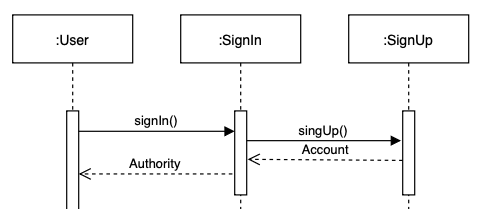 :User
:SignIn
:SignUp
signIn()
singUp()
Account
Authority